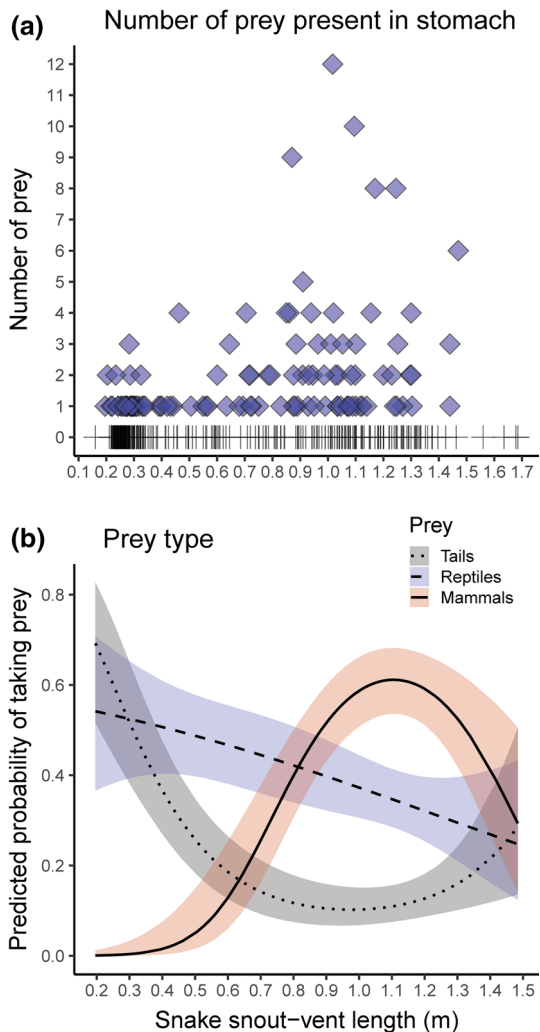 (a) Number of prey present in stomach
Number of prey
12
11
10
9
8
7
6
5
4
3
2
1
0
0.1 0.2 0.3 0.4 0.5 0.6 0.7 0.8 0.9 1.0 1.1 1.2 1.3 1.4 1.5 1.6 1.7
(b) Prey type
Prey
Tails
Reptiles
Mammals
Predicted probability of taking prey
0.8
0.6
0.4
0.2
0.0
0.2 0.3 0.4 0.5 0.6 0.7 0.8 0.9 1.0 1.1 1.2 1.3 1.4 1.5
Snake snout−vent length (m)